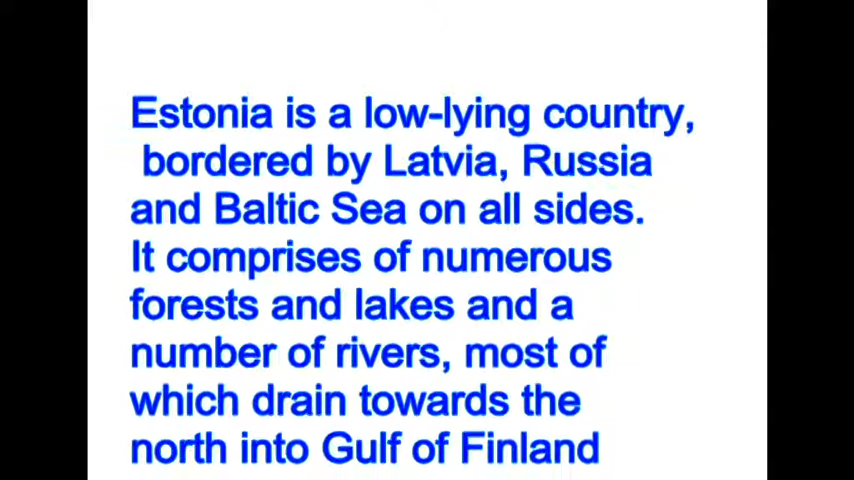 Estonia is a low-lying country,
bordered by Latvia, Russia
and Baltic Sea on all sides.
It comprises of numerous
forests and lakes and a
number of rivers, most of
which drain towards the
north into Gulf of Finland